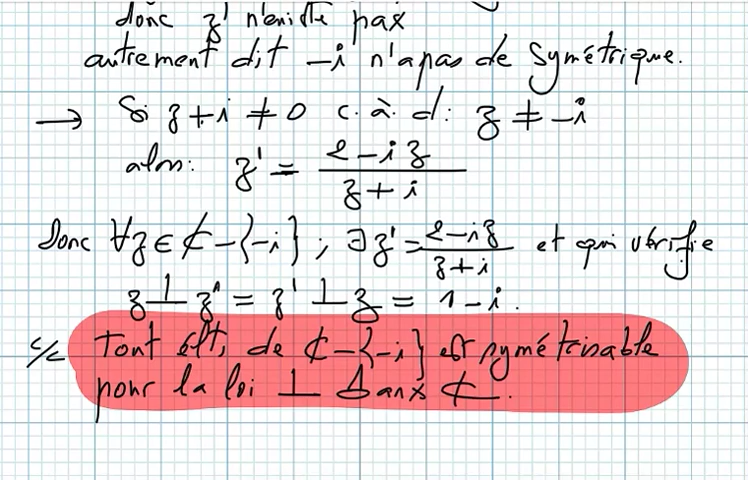 donc z' n'existe pas
autrement dit -i n'a pas de symétrique.
→ Si z+i ≠ 0 c.à.d: z ≠ -i
alors: z' = (2-iz)/(z+i)
donc ∀z∈ℂ-{-i}; ∃z'=(2-iz)/(z+i) et qui vérifie
z⊥z' = z'⊥z = 1-i.
c/c Tout élt, de ℂ-{-i} est symétrisable
pour la loi ⊥ dans ℂ.